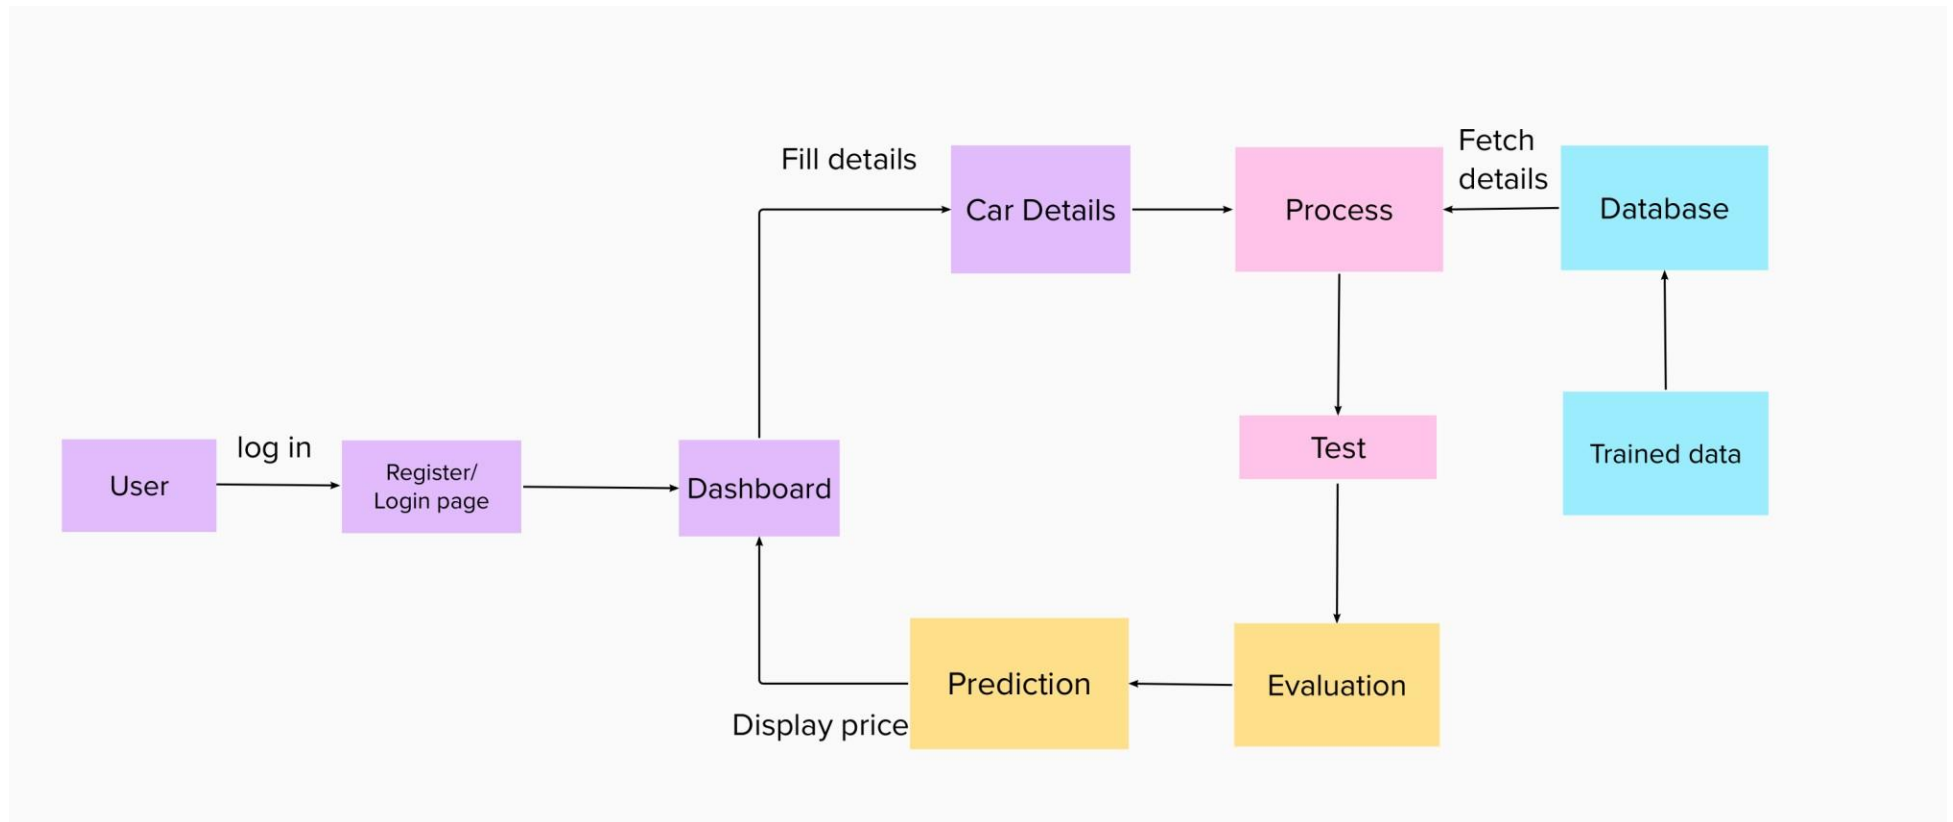 Fill details
Car Details
Process
Fetch
details
Database
log in
User
Register/
Login page
Dashboard
Test
Trained data
Prediction
Evaluation
Display price